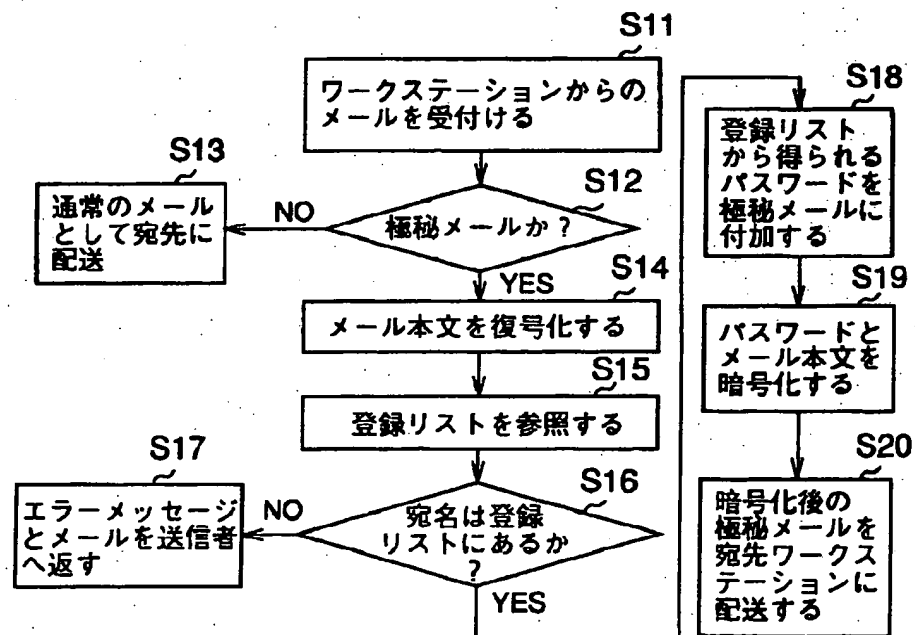 S11
ワークステーションからの
メールを受付ける
S12
極秘メールか?
NO
YES
S13
通常のメール
として宛先に
配送
S14
メール本文を復号化する
S15
登録リストを参照する
S16
宛名は登録
リストにあるか
?
NO
YES
S17
エラーメッセージ
とメールを送信者
へ返す
S18
登録リスト
から得られる
パスワードを
極秘メールに
付加する
S19
パスワードと
メール本文を
暗号化する
S20
暗号化後の
極秘メールを
宛先ワークス
テーションに
配送する